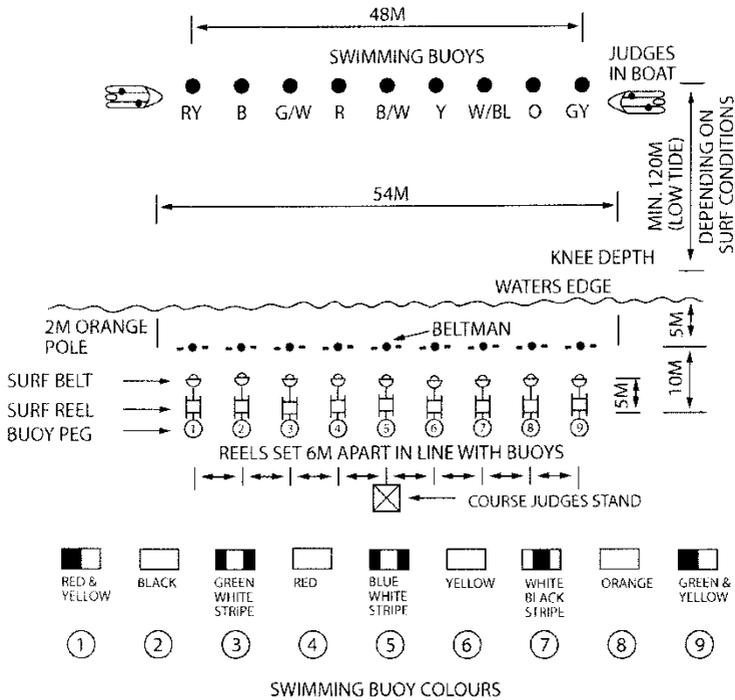 48M
SWIMMING BUOYS
JUDGES
IN BOAT
RY B G/W R B/W Y W/BL O GY
MIN. 120M
(LOW TIDE)
DEPENDING ON
SURF CONDITIONS
54M
KNEE DEPTH
WATERS EDGE
2M ORANGE
POLE
BELTMAN
5M
SURF BELT
SURF REEL
BUOY PEG
5M
10M
1 2 3 4 5 6 7 8 9
REELS SET 6M APART IN LINE WITH BUOYS
COURSE JUDGES STAND
RED &
YELLOW
BLACK
GREEN
WHITE
STRIPE
RED
BLUE
WHITE
STRIPE
YELLOW
WHITE
BLACK
STRIPE
ORANGE
GREEN &
YELLOW
1 2 3 4 5 6 7 8 9
SWIMMING BUOY COLOURS